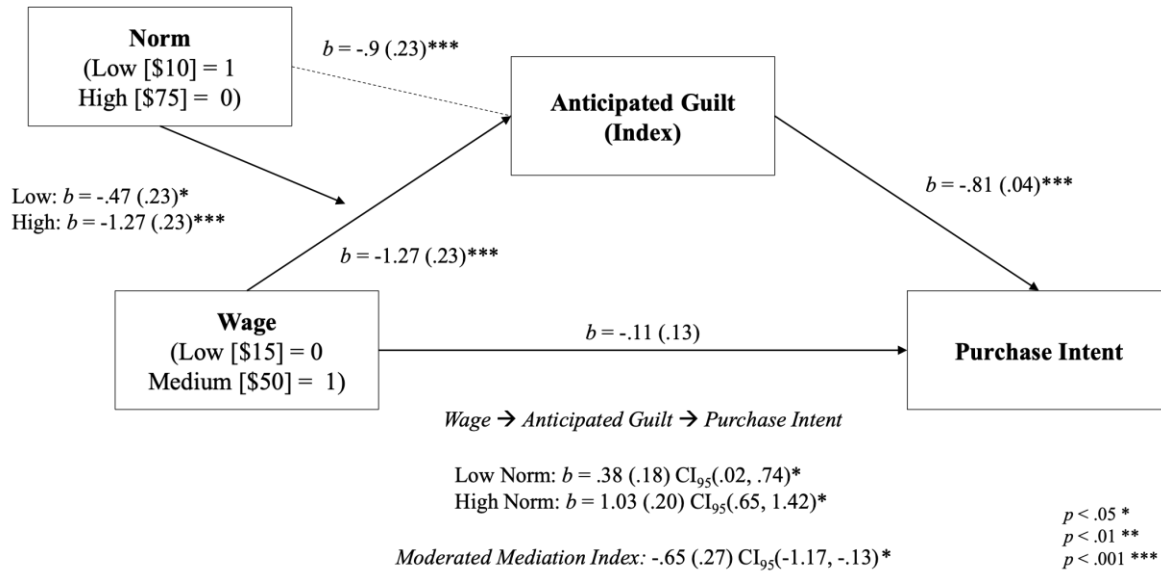 Norm
(Low [$10] = 1
High [$75] = 0)
b = -.9 (.23)***
Anticipated Guilt
(Index)
Low: b = -.47 (.23)*
High: b = -1.27 (.23)***
b = -.81 (.04)***
b = -1.27 (.23)***
Wage
(Low [$15] = 0
Medium [$50] = 1)
b = -.11 (.13)
Purchase Intent
Wage → Anticipated Guilt → Purchase Intent
Low Norm: b = .38 (.18) CI₉₅(.02, .74)*
High Norm: b = 1.03 (.20) CI₉₅(.65, 1.42)*
Moderated Mediation Index: -.65 (.27) CI₉₅(-1.17, -.13)*
p < .05 *
p < .01 **
p < .001 ***